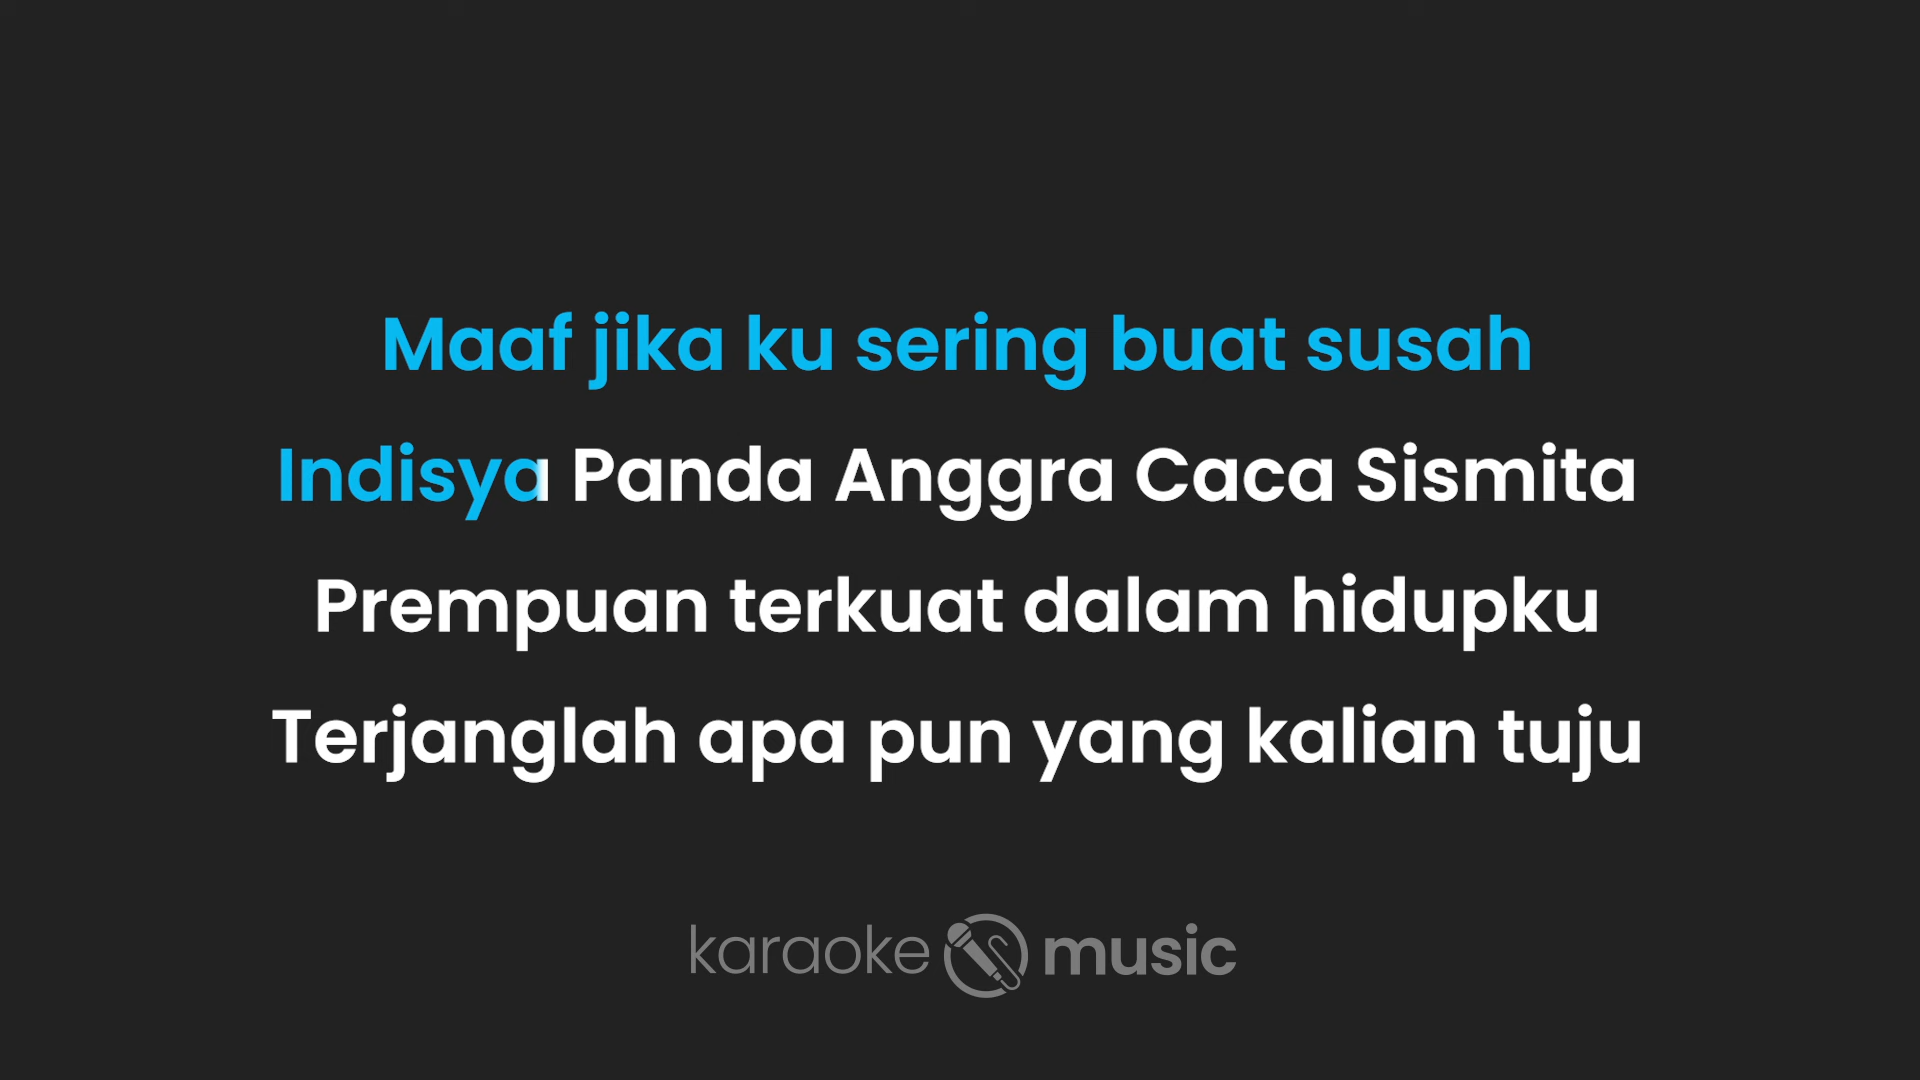 Maaf jika ku sering buat susah
Indisya Panda Anggra Caca Sismita
Prempuan terkuat dalam hidupku
Terjanglah apa pun yang kalian tuju
karaoke music